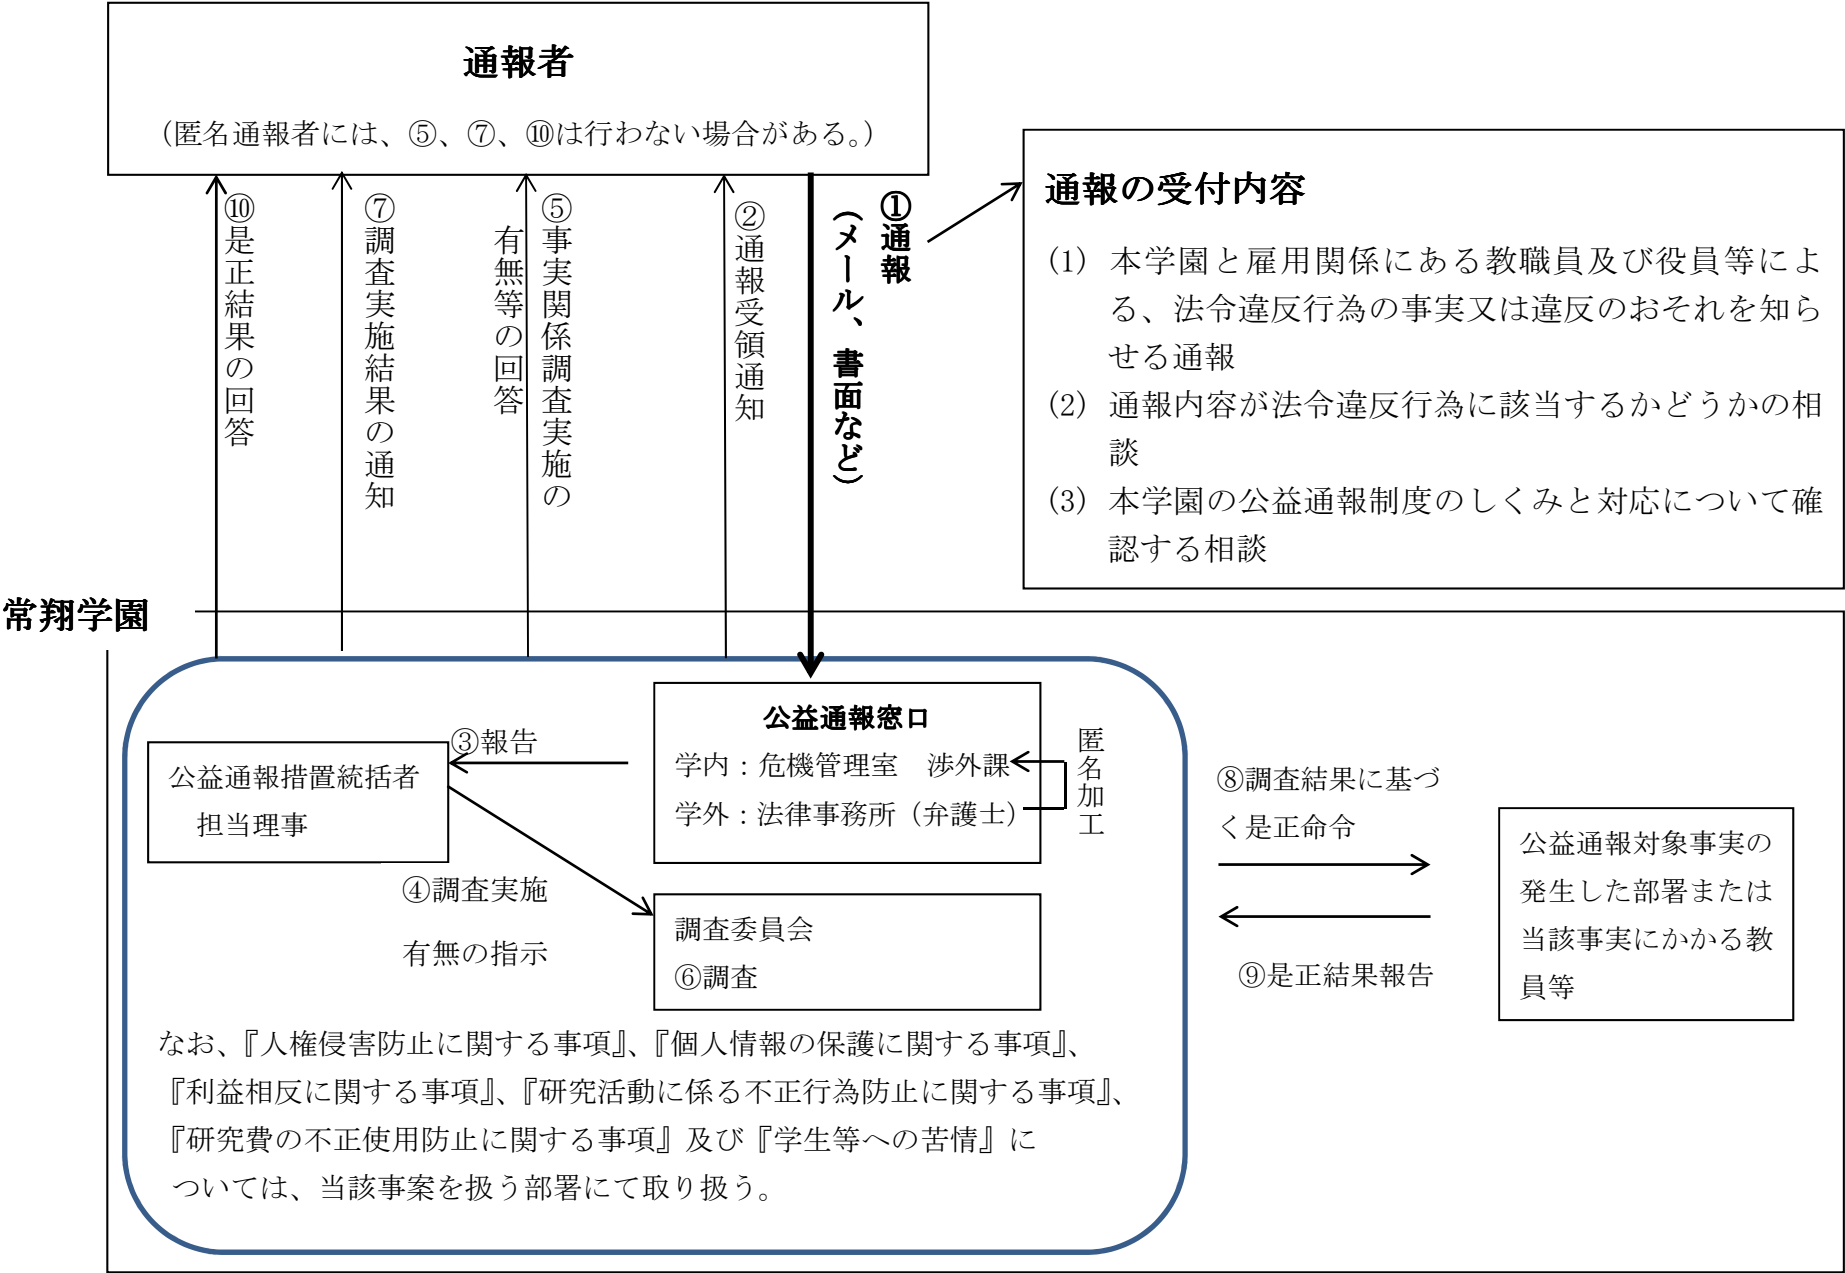 通報者
（匿名通報者には、⑤、⑦、⑩は行わない場合がある。）
⑩是正結果の回答
⑦調査実施結果の通知
⑤事実関係調査実施の
有無等の回答
②通報受領通知
①通報
（メール、書面など）
通報の受付内容
(1) 本学園と雇用関係にある教職員及び役員等によ
る、法令違反行為の事実又は違反のおそれを知ら
せる通報
(2) 通報内容が法令違反行為に該当するかどうかの相
談
(3) 本学園の公益通報制度のしくみと対応について確
認する相談
常翔学園
公益通報窓口
学内：危機管理室　渉外課
学外：法律事務所（弁護士）
匿名加工
③報告
公益通報措置統括者
担当理事
④調査実施
有無の指示
調査委員会
⑥調査
⑧調査結果に基づ
く是正命令
⑨是正結果報告
公益通報対象事実の
発生した部署または
当該事実にかかる教
員等
なお、『人権侵害防止に関する事項』、『個人情報の保護に関する事項』、
『利益相反に関する事項』、『研究活動に係る不正行為防止に関する事項』、
『研究費の不正使用防止に関する事項』及び『学生等への苦情』に
ついては、当該事案を扱う部署にて取り扱う。